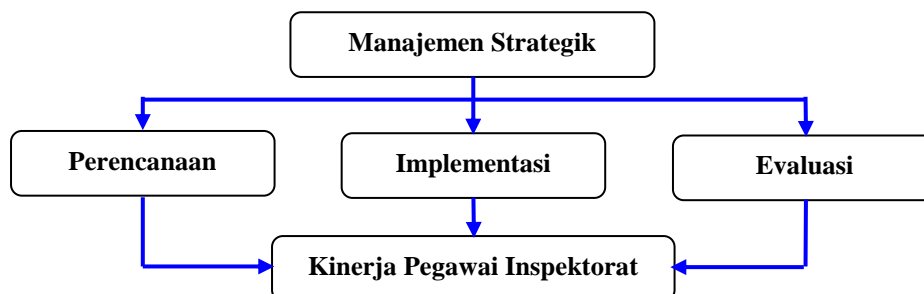 Manajemen Strategik
Perencanaan
Implementasi
Evaluasi
Kinerja Pegawai Inspektorat